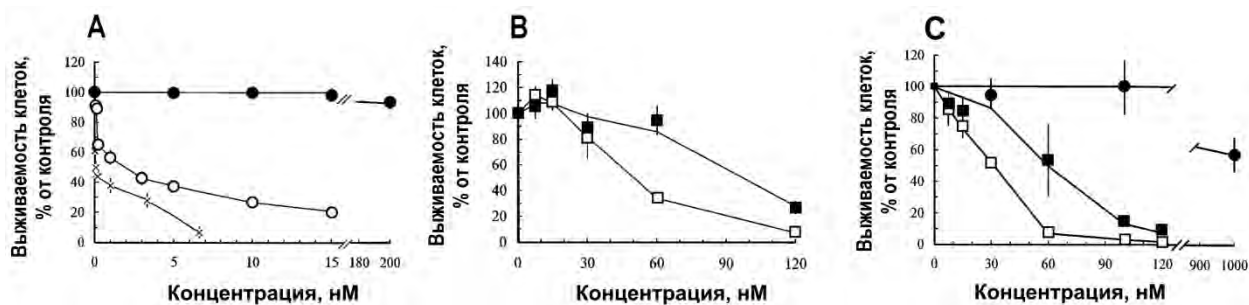 A
Выживаемость клеток,
% от контроля
120
100
80
60
40
20
0
0 5 10 15 180 200
Концентрация, нМ
B
Выживаемость клеток,
% от контроля
140
120
100
80
60
40
20
0
0 30 60 90 120
Концентрация, нМ
C
Выживаемость клеток,
% от контроля
120
100
80
60
40
20
0
0 30 60 90 120 900 1000
Концентрация, нМ